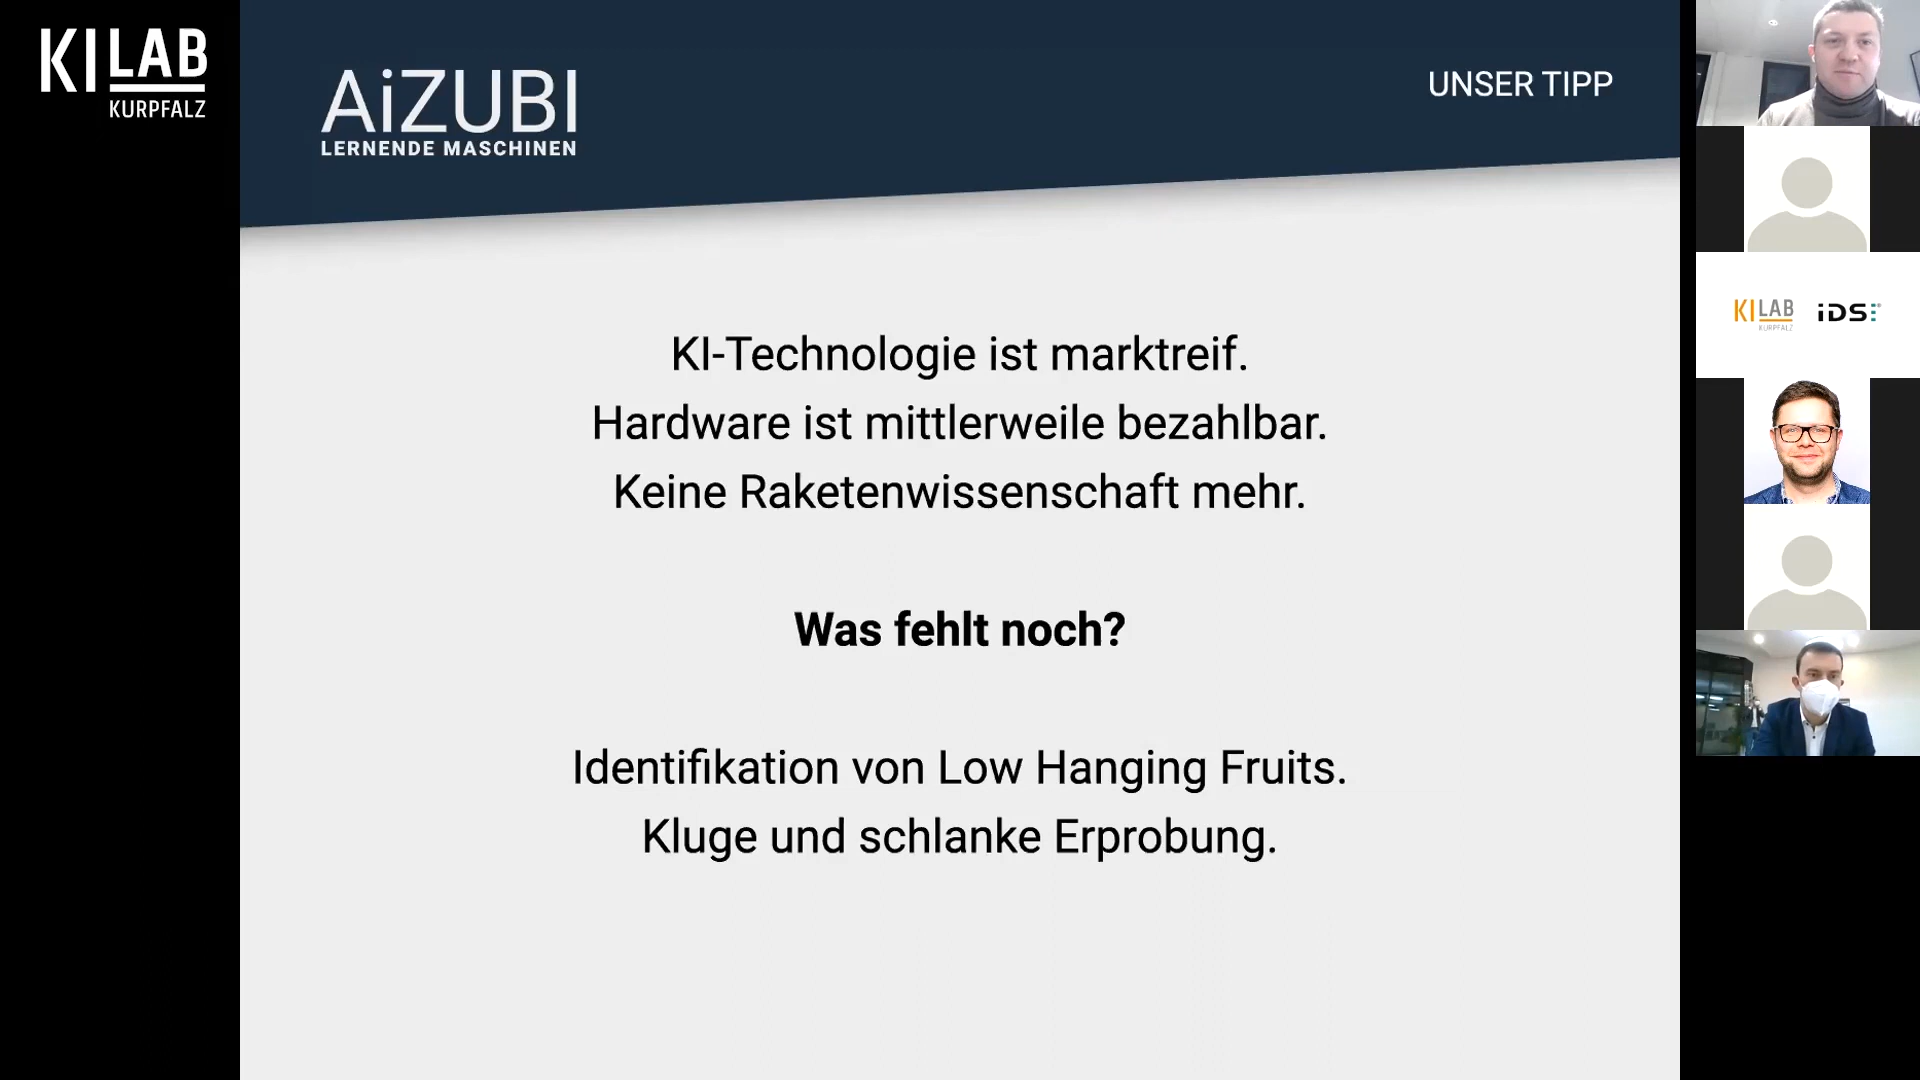 KI LAB
KURPFALZ
AiZUBI
LERNENDE MASCHINEN
UNSER TIPP
KI-Technologie ist marktreif.
Hardware ist mittlerweile bezahlbar.
Keine Raketenwissenschaft mehr.
Was fehlt noch?
Identifikation von Low Hanging Fruits.
Kluge und schlanke Erprobung.
KI LAB
KURPFALZ
iDS